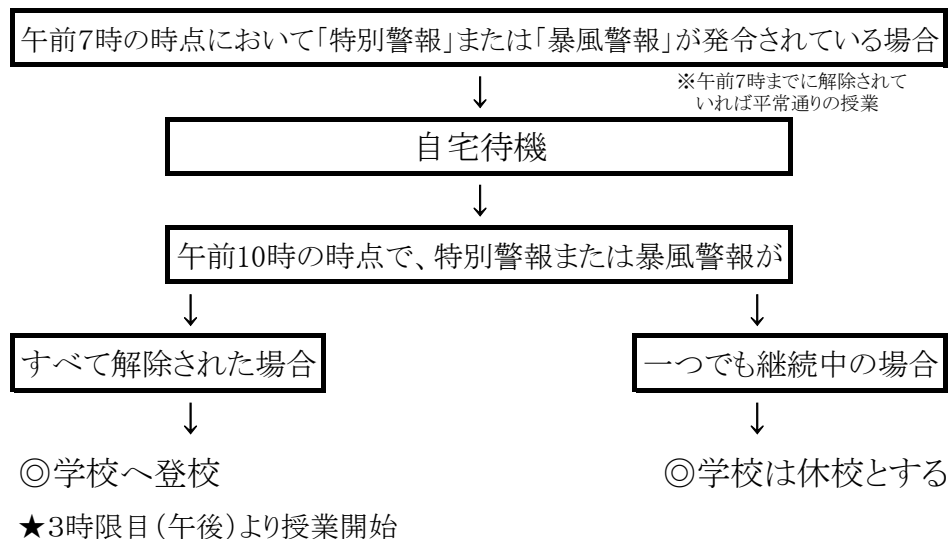 午前7時の時点において「特別警報」または「暴風警報」が発令されている場合
↓
※午前7時までに解除されて
いれば平常通りの授業
自宅待機
↓
午前10時の時点で、特別警報または暴風警報が
↓ ↓
すべて解除された場合 一つでも継続中の場合
↓ ↓
◎学校へ登校 ◎学校は休校とする
★3時限目(午後)より授業開始